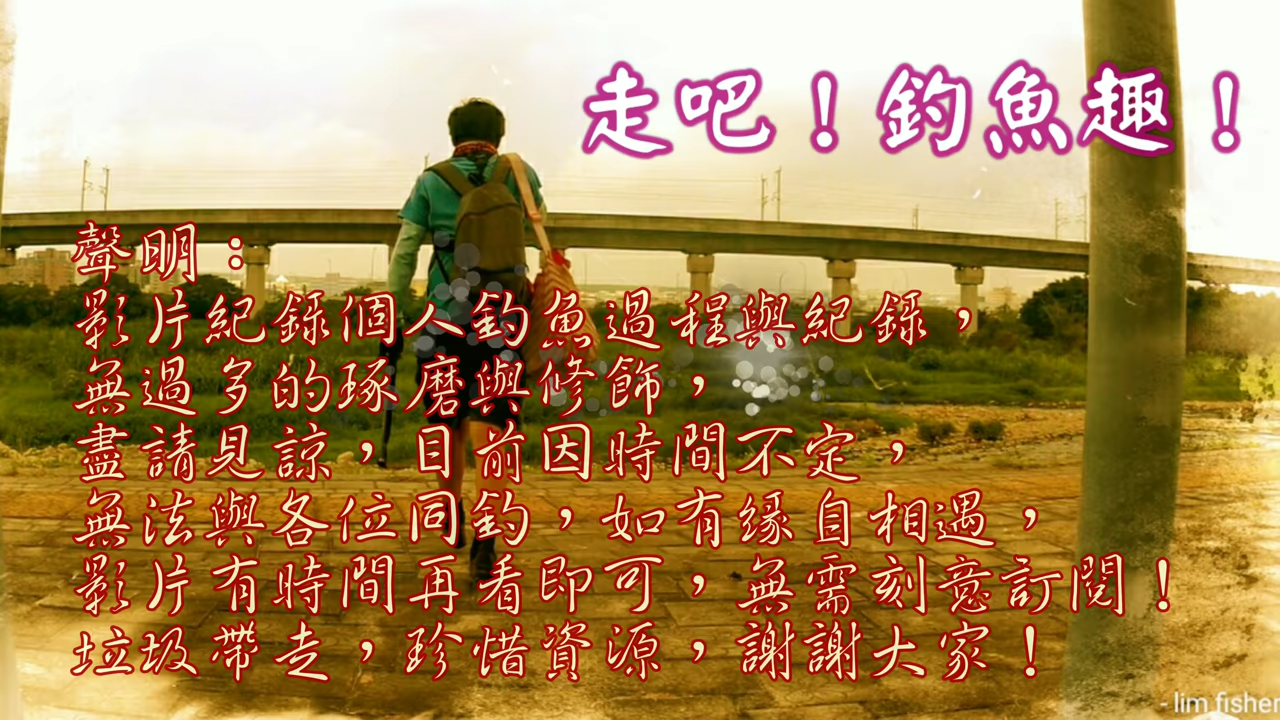 走吧！釣魚趣！
聲明：
影片紀錄個人釣魚過程與紀錄，
無過多的琢磨與修飾，
盡請見諒，目前因時間不定，
無法與各位同釣，如有緣自相遇，
影片有時間再看即可，無需刻意訂閱！
垃圾帶走，珍惜資源，謝謝大家！
- lim fisher